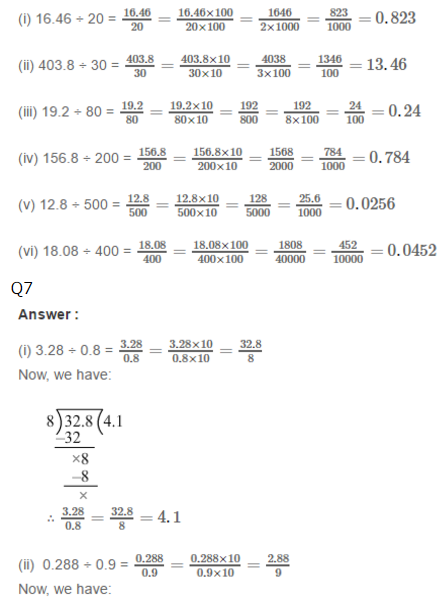 (i) 16.46 ÷ 20 = 16.46/20 = 16.46×100/20×100 = 1646/2×1000 = 823/1000 = 0.823
(ii) 403.8 ÷ 30 = 403.8/30 = 403.8×10/30×10 = 4038/3×100 = 1346/100 = 13.46
(iii) 19.2 ÷ 80 = 19.2/80 = 19.2×10/80×10 = 192/800 = 192/8×100 = 24/100 = 0.24
(iv) 156.8 ÷ 200 = 156.8/200 = 156.8×10/200×10 = 1568/2000 = 784/1000 = 0.784
(v) 12.8 ÷ 500 = 12.8/500 = 12.8×10/500×10 = 128/5000 = 25.6/1000 = 0.0256
(vi) 18.08 ÷ 400 = 18.08/400 = 18.08×100/400×100 = 1808/40000 = 452/10000 = 0.0452
Q7
Answer :
(i) 3.28 ÷ 0.8 = 3.28/0.8 = 3.28×10/0.8×10 = 32.8/8
Now, we have:
8)32.8(4.1
−32
×8
−8
×
∴ 3.28/0.8 = 32.8/8 = 4.1
(ii) 0.288 ÷ 0.9 = 0.288/0.9 = 0.288×10/0.9×10 = 2.88/9
Now, we have: